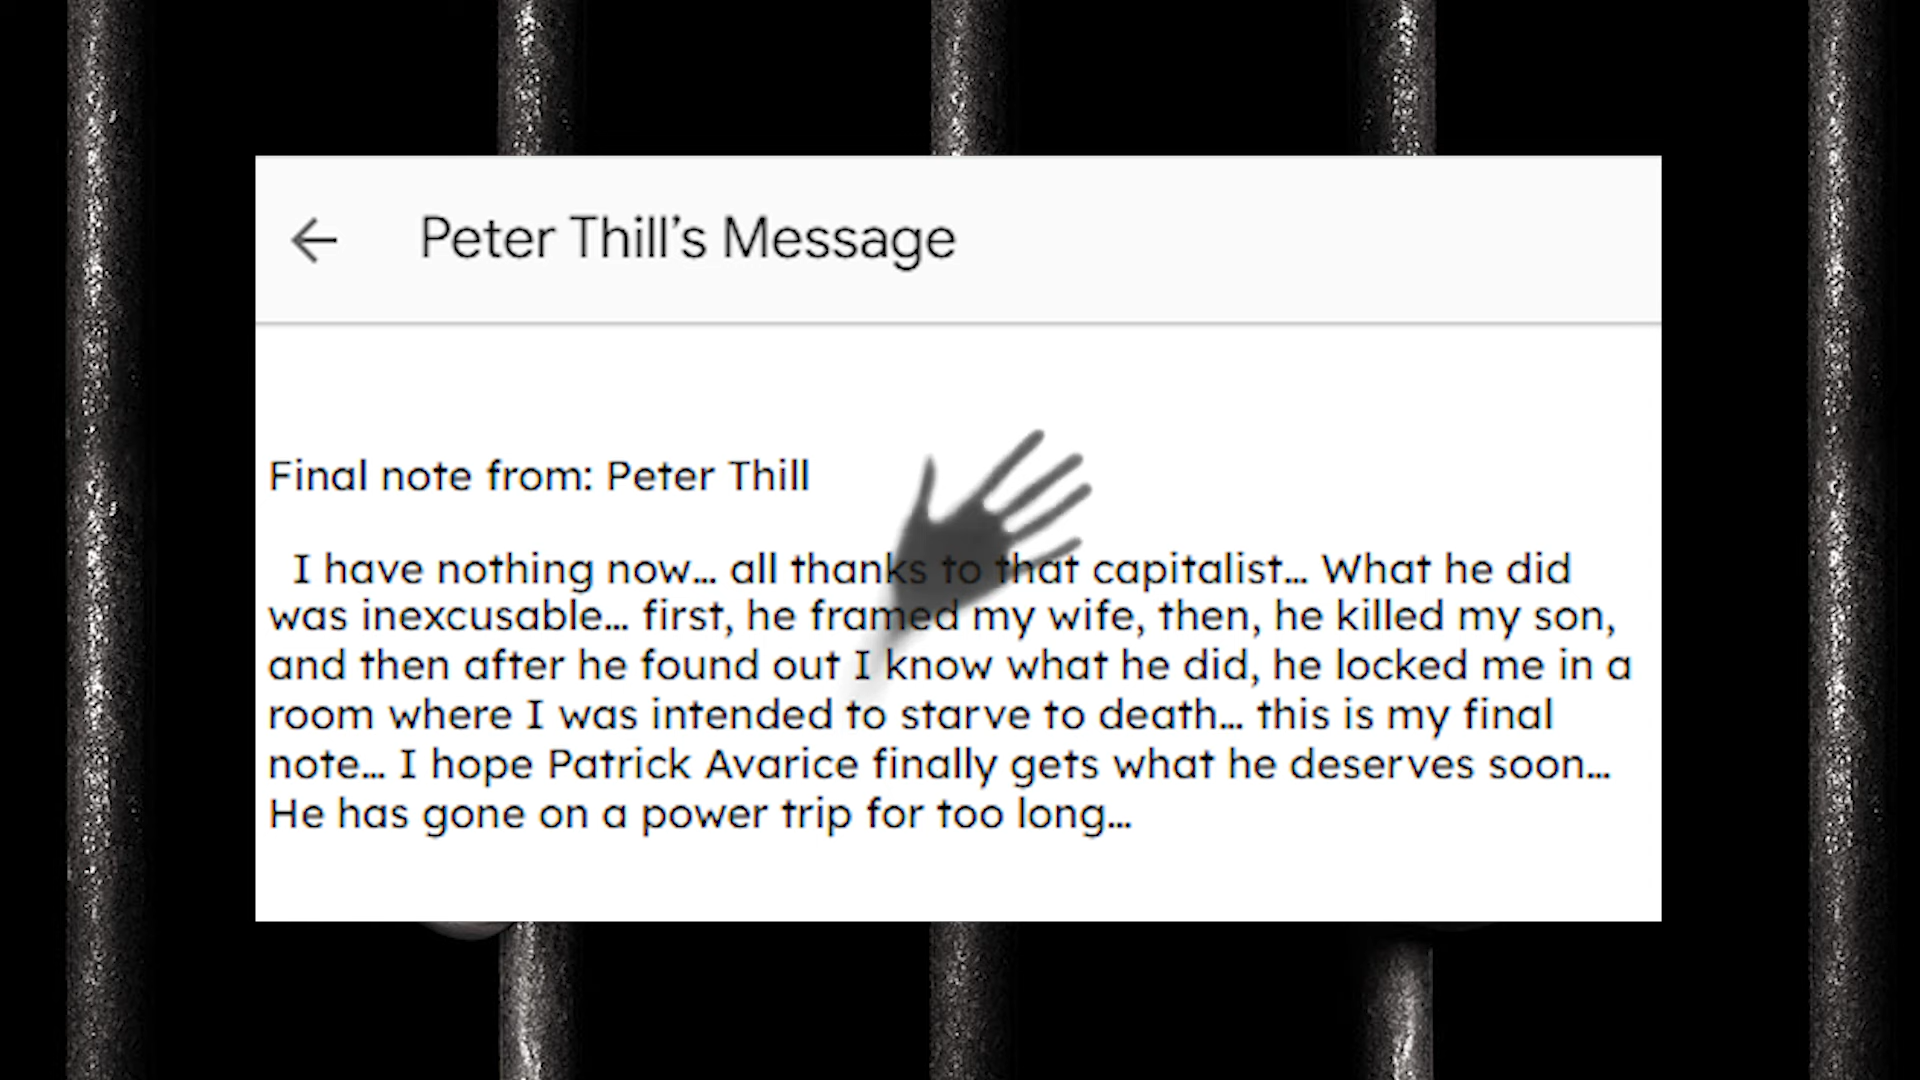 Peter Thill’s Message
Final note from: Peter Thill
I have nothing now... all thanks to that capitalist... What he did
was inexcusable... first, he framed my wife, then, he killed my son,
and then after he found out I know what he did, he locked me in a
room where I was intended to starve to death... this is my final
note... I hope Patrick Avarice finally gets what he deserves soon...
He has gone on a power trip for too long...